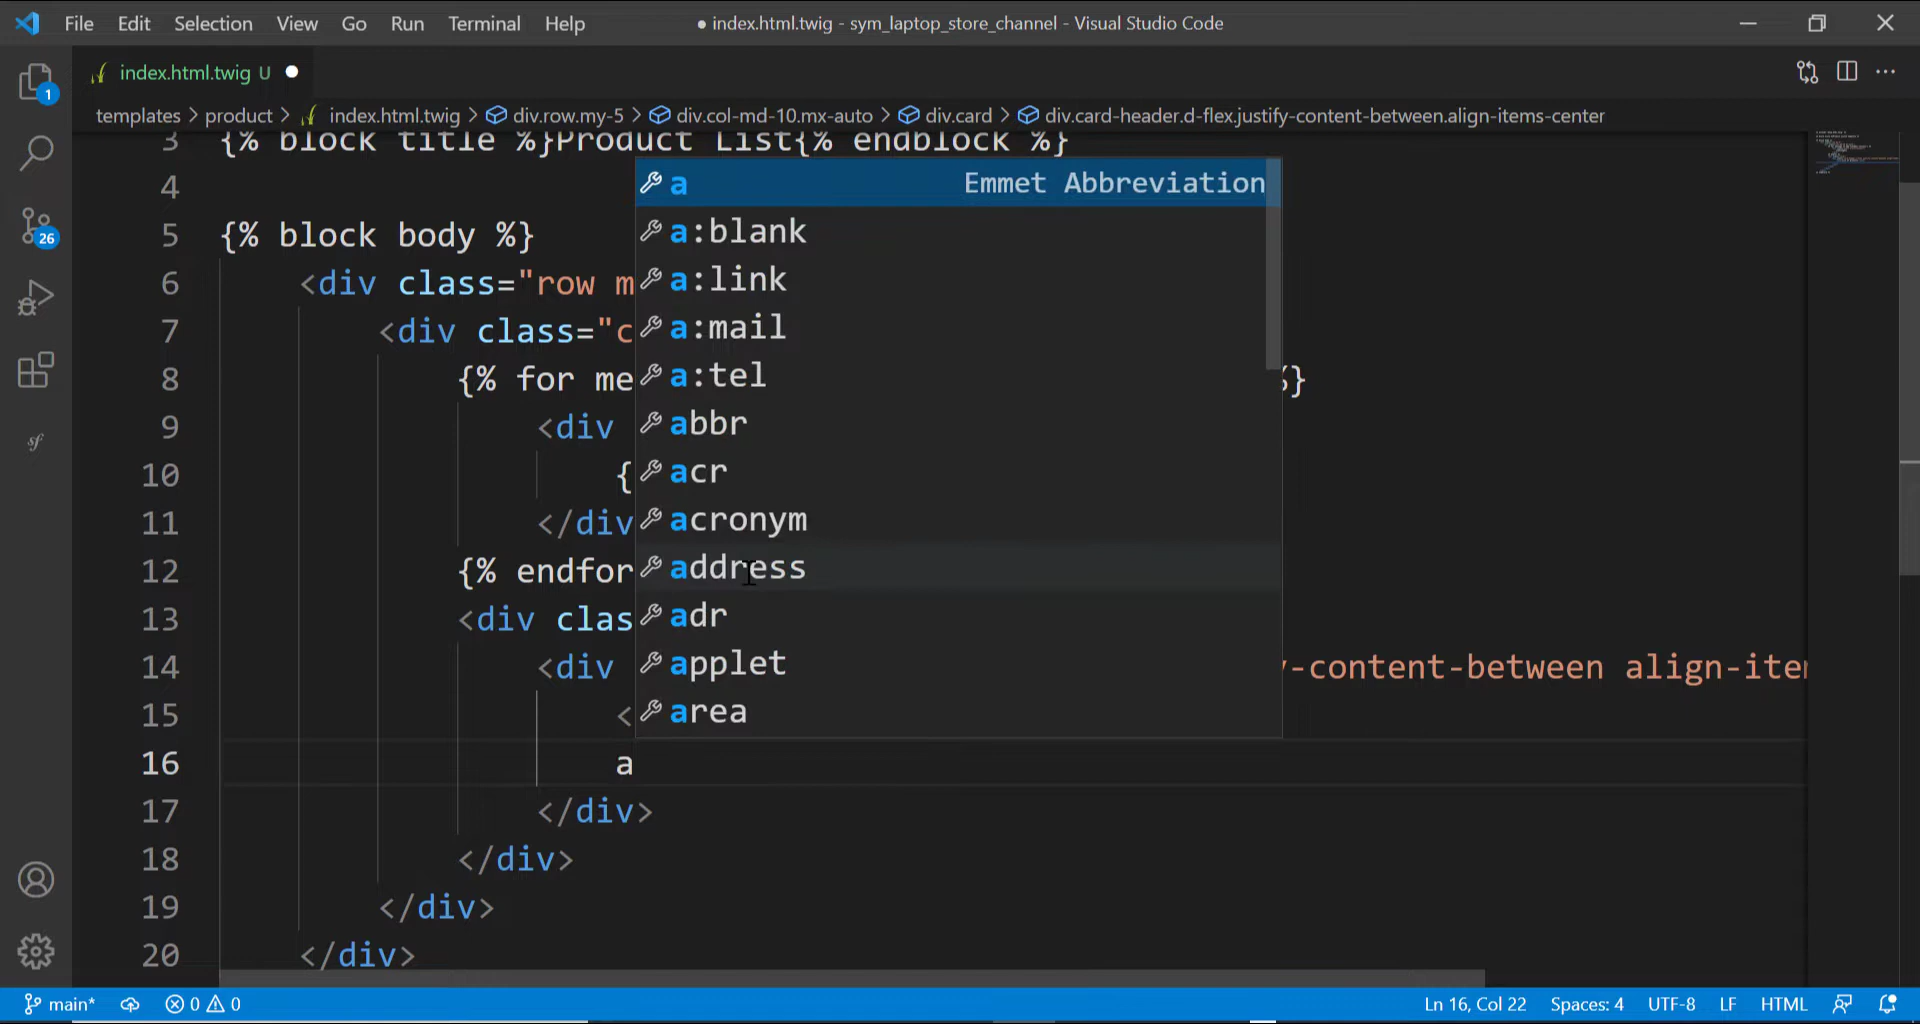 File Edit Selection View Go Run Terminal Help ● index.html.twig - sym_laptop_store_channel - Visual Studio Code
index.html.twig U
templates > product > index.html.twig > div.row.my-5 > div.col-md-10.mx-auto > div.card > div.card-header.d-flex.justify-content-between.align-items-center
1
26
sf
3 {% block title %}Product List{% endblock %}
4
5 {% block body %}
6 <div class="row m
7 <div class="c
8 {% for me %}
9 <div
10 {
11 </div
12 {% endfor
13 <div clas
14 <div y-content-between align-item
15 <
16 a
17 </div>
18 </div>
19 </div>
20 </div>
a Emmet Abbreviation
a:blank
a:link
a:mail
a:tel
abbr
acr
acronym
address
adr
applet
area
main* 0 0 Ln 16, Col 22 Spaces: 4 UTF-8 LF HTML